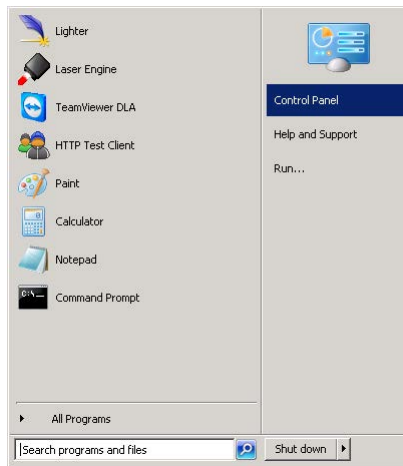 Lighter
Laser Engine
TeamViewer DLA
HTTP Test Client
Paint
Calculator
Notepad
C:\_
Command Prompt
All Programs
Search programs and files
Control Panel
Help and Support
Run...
Shut down